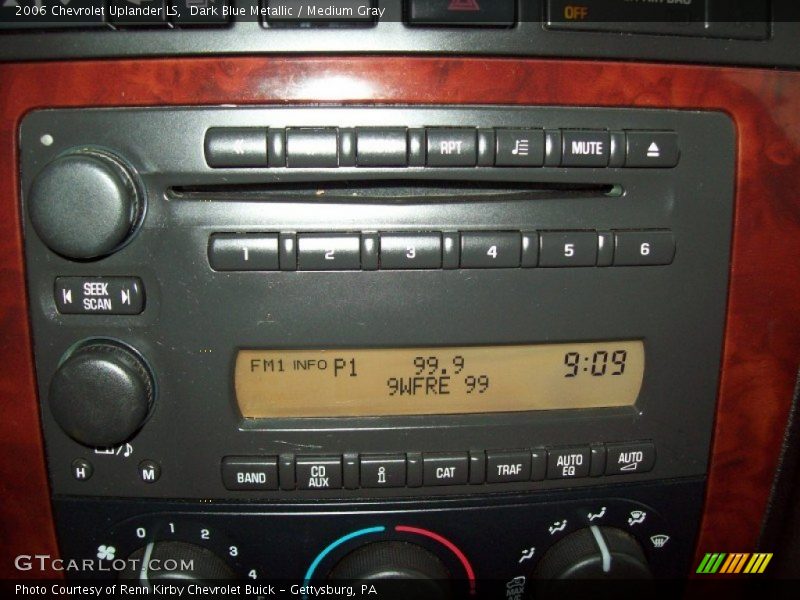 2006 Chevrolet Uplander LS, Dark Blue Metallic / Medium Gray
OFF
RPT MUTE
1 2 3 4 5 6
SEEK
SCAN
FM1 INFO P1 99.9 9:09
9WFRE 99
BAND CD AUX i CAT TRAF AUTO EQ AUTO
H M
0 1 2 3 4
GTCARLOT.COM
Photo Courtesy of Renn Kirby Chevrolet Buick – Gettysburg, PA